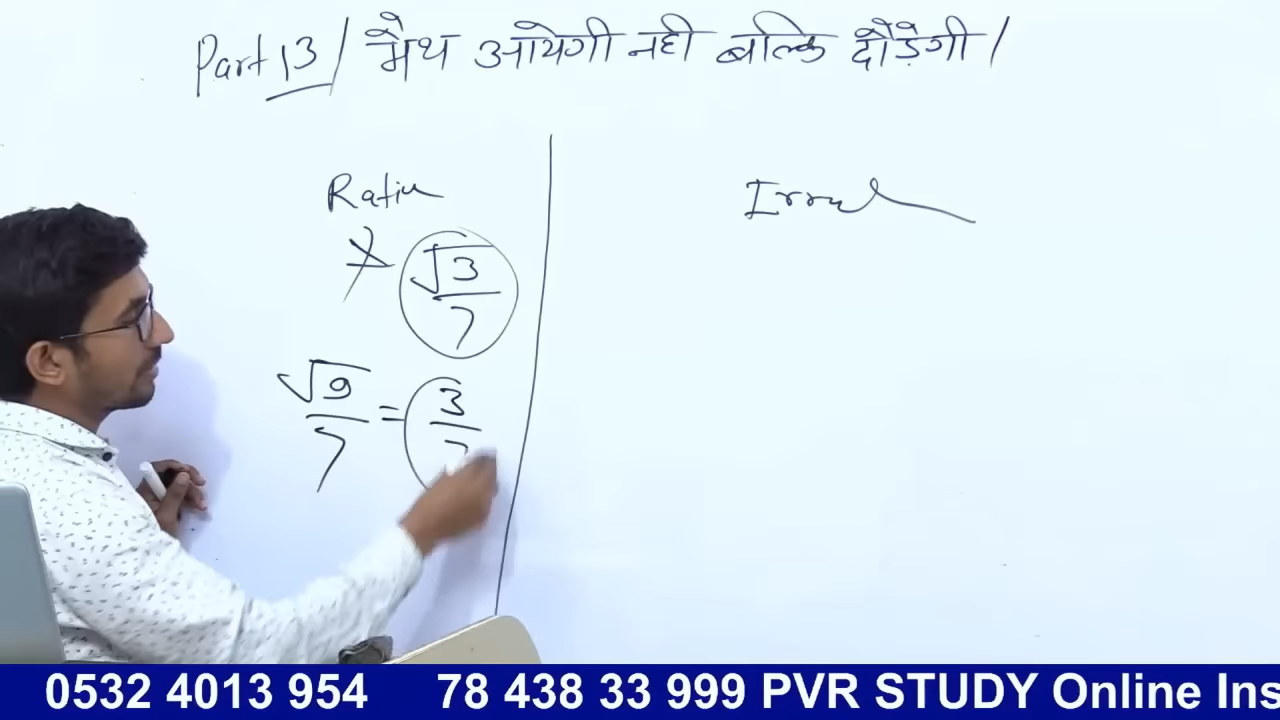 Part 13 / मैथ आयेगी नही बल्कि दौड़ेगी /
√3/7
√9/7 = 3/7
0532 4013 954 78 438 33 999 PVR STUDY Online Ins